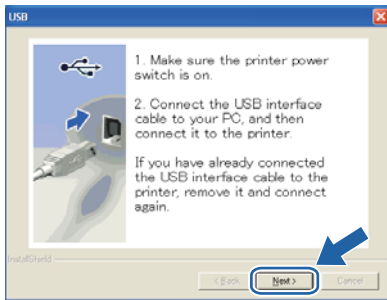 USB
1. Make sure the printer power
switch is on.
2. Connect the USB interface
cable to your PC, and then
connect it to the printer.
If you have already connected
the USB interface cable to the
printer, remove it and connect
again.
InstallShield
< Back
Next >
Cancel